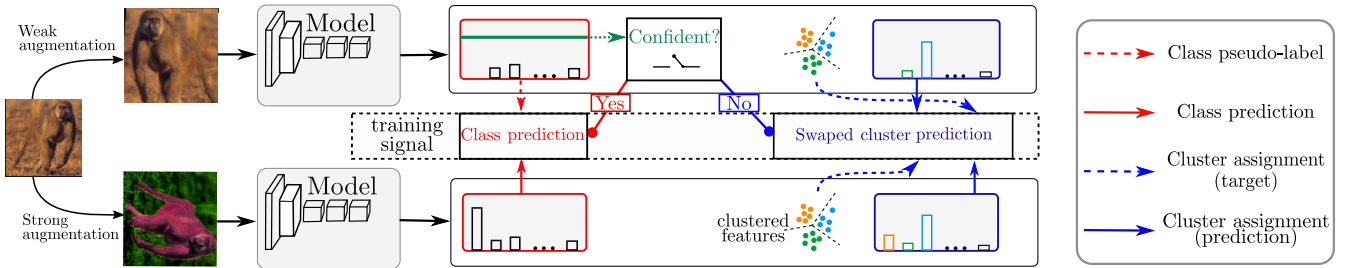 Weak
augmentation
Strong
augmentation
Model
Model
Confident?
Yes
No
training
signal
Class prediction
Swaped cluster prediction
clustered
features
Class pseudo-label
Class prediction
Cluster assignment
(target)
Cluster assignment
(prediction)